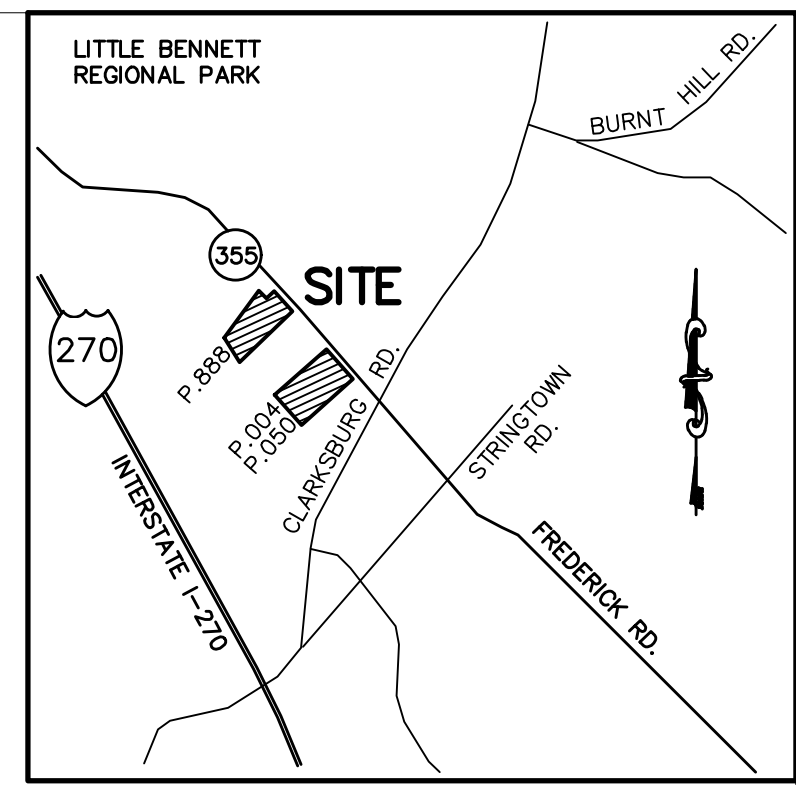 LITTLE BENNETT
REGIONAL PARK
BURNT HILL RD.
355
SITE
270
P.888
P.004
P.050
CLARKSBURG RD.
STRINGTOWN
RD.
INTERSTATE I-270
FREDERICK RD.